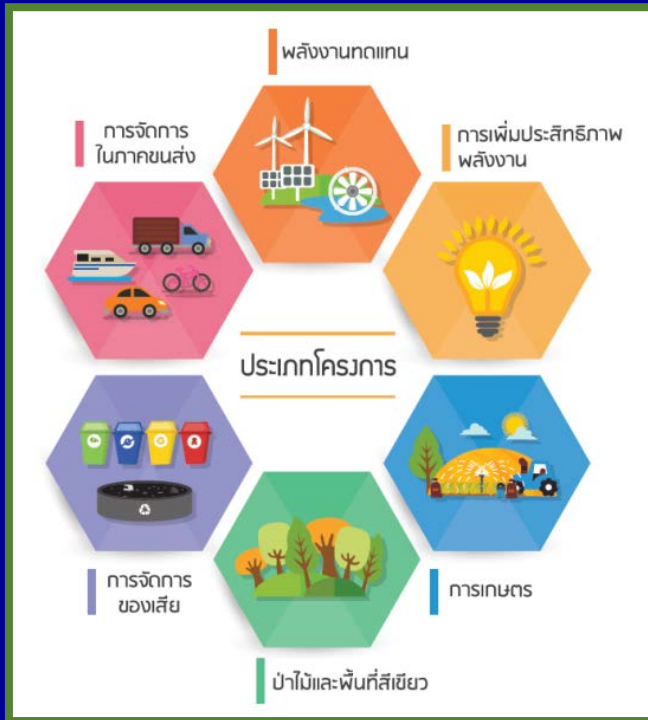 พลังงานทดแทน
การจัดการ
ในภาคขนส่ง
การเพิ่มประสิทธิภาพ
พลังงาน
ประเภทโครงการ
การจัดการ
ของเสีย
การเกษตร
ป่าไม้และพื้นที่สีเขียว